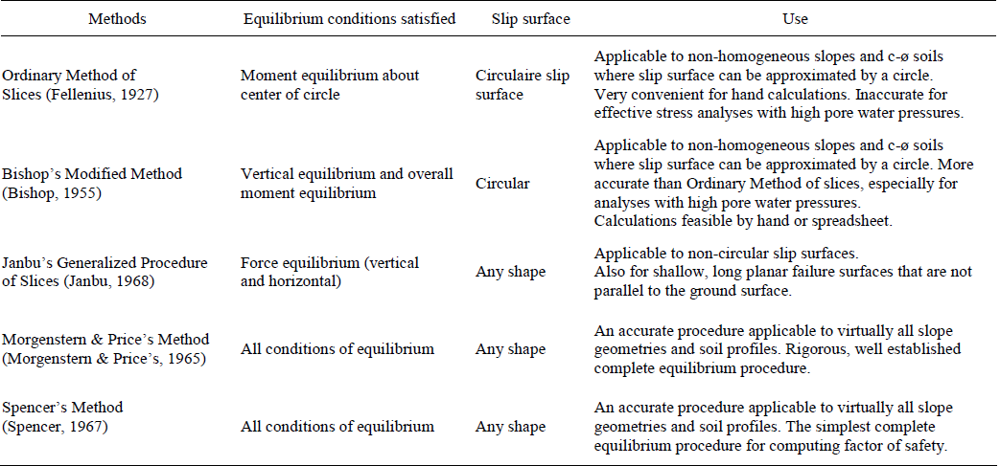 Methods Equilibrium conditions satisfied Slip surface Use
Ordinary Method of
Slices (Fellenius, 1927)
Moment equilibrium about
center of circle
Circulaire slip
surface
Applicable to non-homogeneous slopes and c-ø soils
where slip surface can be approximated by a circle.
Very convenient for hand calculations. Inaccurate for
effective stress analyses with high pore water pressures.
Bishop’s Modified Method
(Bishop, 1955)
Vertical equilibrium and overall
moment equilibrium
Circular
Applicable to non-homogeneous slopes and c-ø soils
where slip surface can be approximated by a circle. More
accurate than Ordinary Method of slices, especially for
analyses with high pore water pressures.
Calculations feasible by hand or spreadsheet.
Janbu’s Generalized Procedure
of Slices (Janbu, 1968)
Force equilibrium (vertical
and horizontal)
Any shape
Applicable to non-circular slip surfaces.
Also for shallow, long planar failure surfaces that are not
parallel to the ground surface.
Morgenstern & Price’s Method
(Morgenstern & Price’s, 1965)
All conditions of equilibrium
Any shape
An accurate procedure applicable to virtually all slope
geometries and soil profiles. Rigorous, well established
complete equilibrium procedure.
Spencer’s Method
(Spencer, 1967)
All conditions of equilibrium
Any shape
An accurate procedure applicable to virtually all slope
geometries and soil profiles. The simplest complete
equilibrium procedure for computing factor of safety.